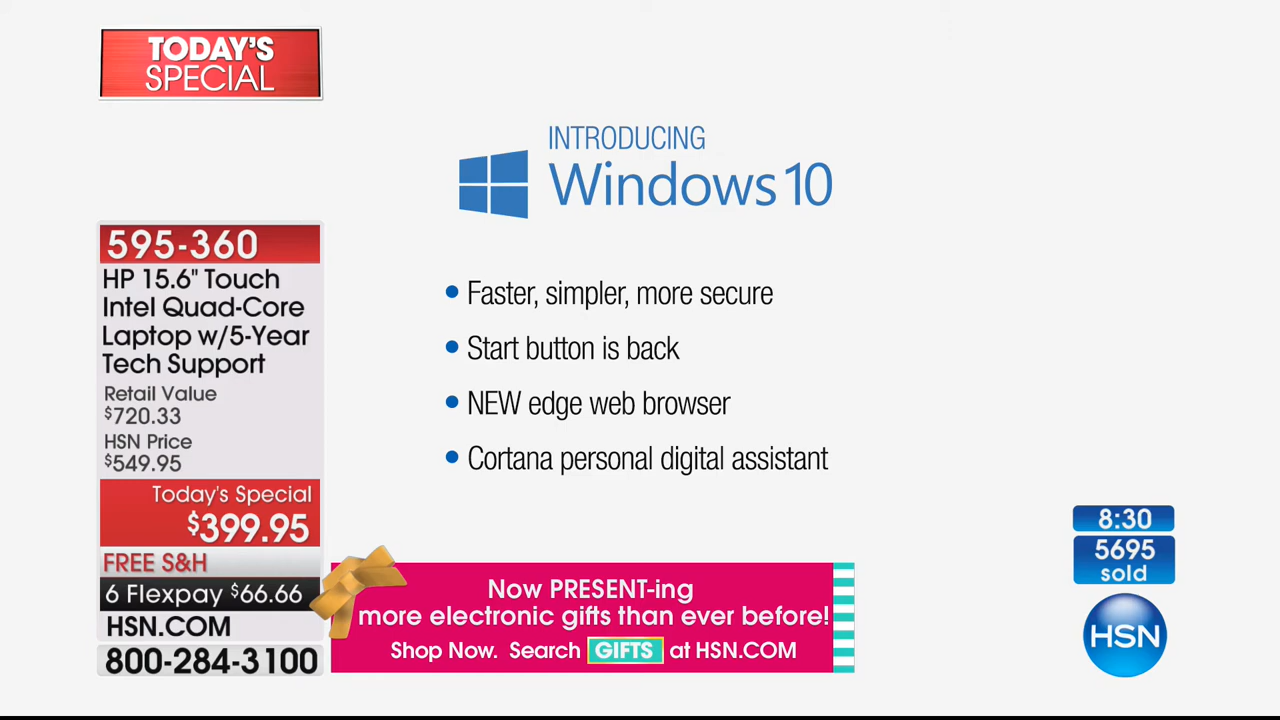 TODAY'S
SPECIAL
INTRODUCING
Windows 10
595-360
HP 15.6" Touch
Intel Quad-Core
Laptop w/5-Year
Tech Support
Retail Value
$720.33
HSN Price
$549.95
Today's Special
$399.95
FREE S&H
6 Flexpay $66.66
HSN.COM
800-284-3100
• Faster, simpler, more secure
• Start button is back
• NEW edge web browser
• Cortana personal digital assistant
Now PRESENT-ing
more electronic gifts than ever before!
Shop Now. Search GIFTS at HSN.COM
8:30
5695
sold
HSN